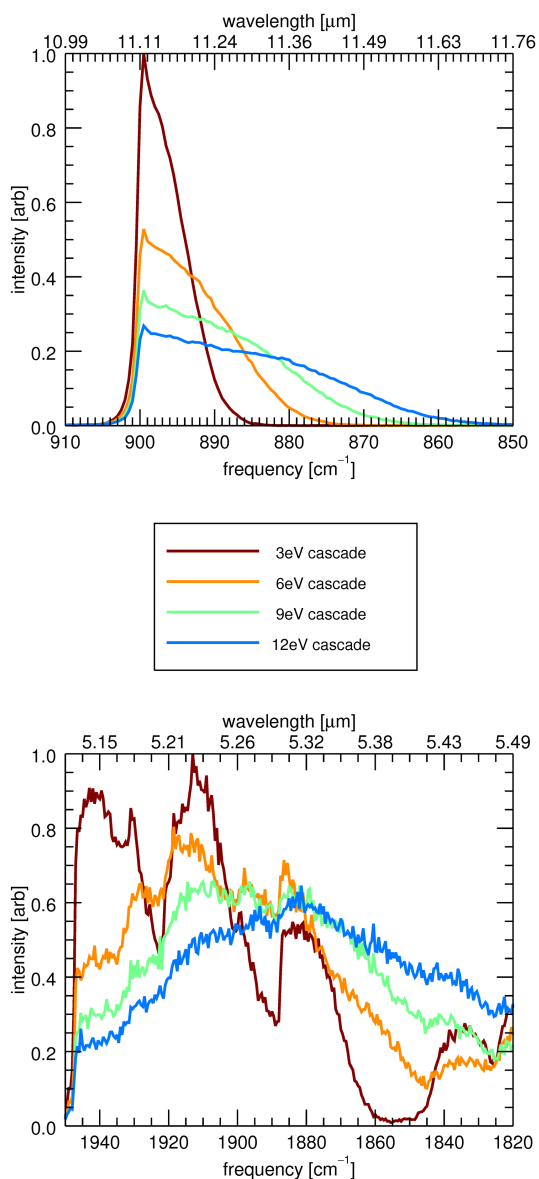 wavelength [μm]
10.99 11.11 11.24 11.36 11.49 11.63 11.76
1.0
0.8
0.6
0.4
0.2
0.0
intensity [arb]
910 900 890 880 870 860 850
frequency [cm⁻¹]
3eV cascade
6eV cascade
9eV cascade
12eV cascade
wavelength [μm]
5.15 5.21 5.26 5.32 5.38 5.43 5.49
1.0
0.8
0.6
0.4
0.2
0.0
intensity [arb]
1940 1920 1900 1880 1860 1840 1820
frequency [cm⁻¹]